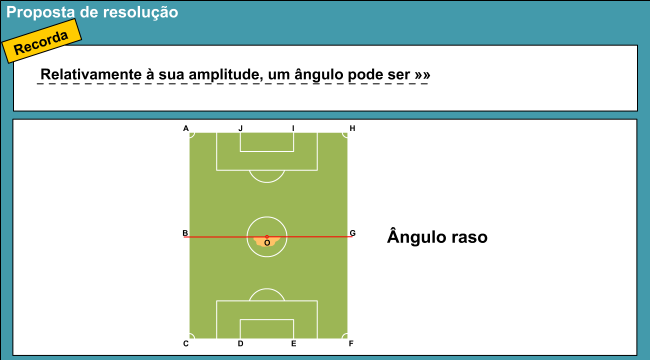 Proposta de resolução
Recorda
Relativamente à sua amplitude, um ângulo pode ser »»
A J I H
B G
O
Ângulo raso
C D E F